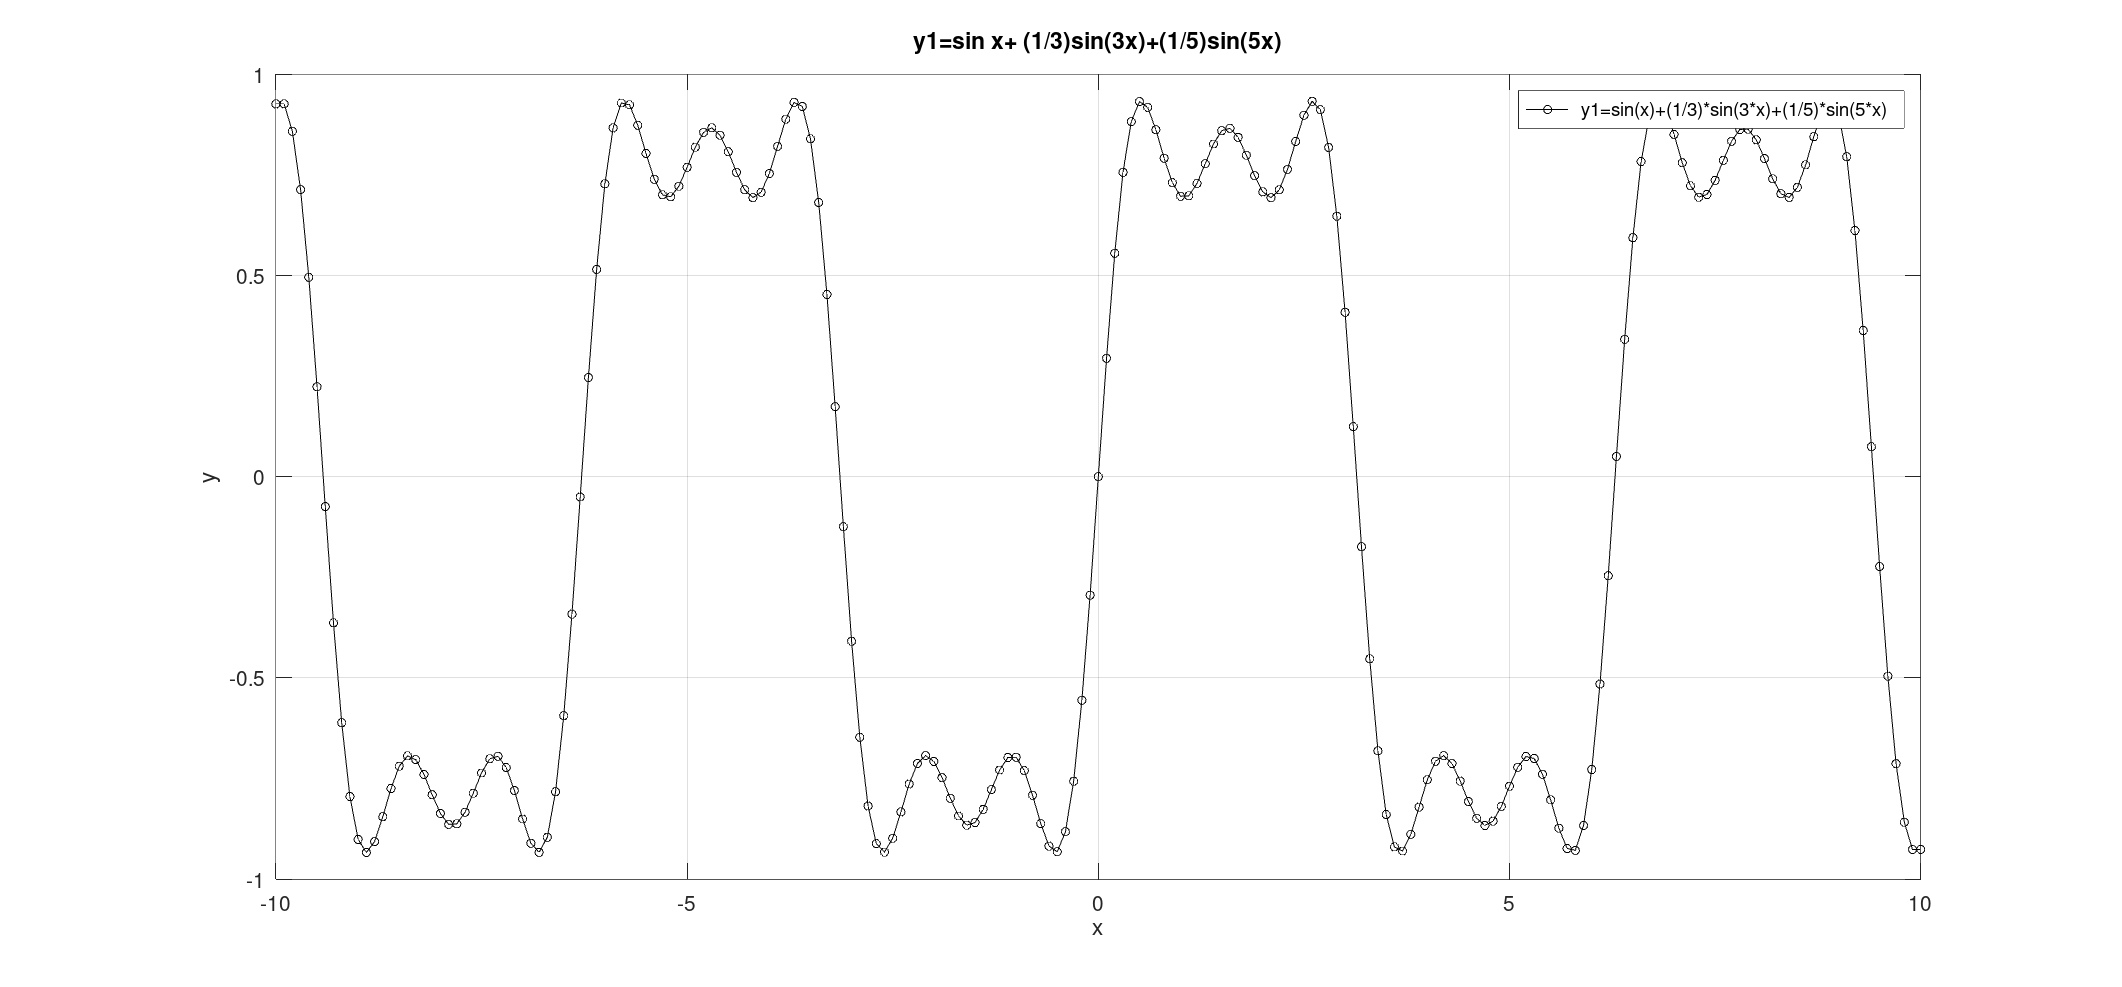 y1=sin x+ (1/3)sin(3x)+(1/5)sin(5x)
y1=sin(x)+(1/3)*sin(3*x)+(1/5)*sin(5*x)
1
0.5
0
-0.5
-1
y
-10
-5
0
5
10
x